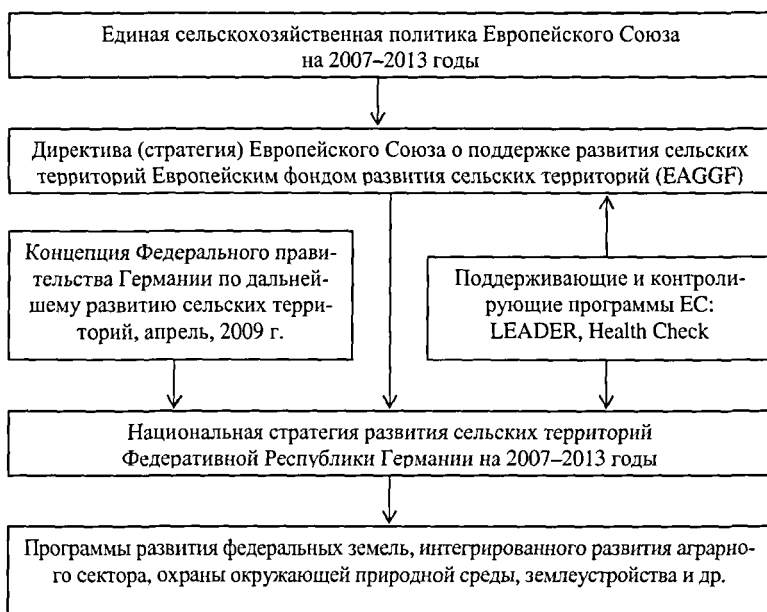 Единая сельскохозяйственная политика Европейского Союза
на 2007–2013 годы
Директива (стратегия) Европейского Союза о поддержке развития сельских
территорий Европейским фондом развития сельских территорий (EAGGF)
Концепция Федерального прави-
тельства Германии по дальней-
шему развитию сельских терри-
торий, апрель, 2009 г.
Поддерживающие и контроли-
рующие программы ЕС:
LEADER, Health Check
Национальная стратегия развития сельских территорий
Федеративной Республики Германии на 2007–2013 годы
Программы развития федеральных земель, интегрированного развития аграрно-
го сектора, охраны окружающей природной среды, землеустройства и др.